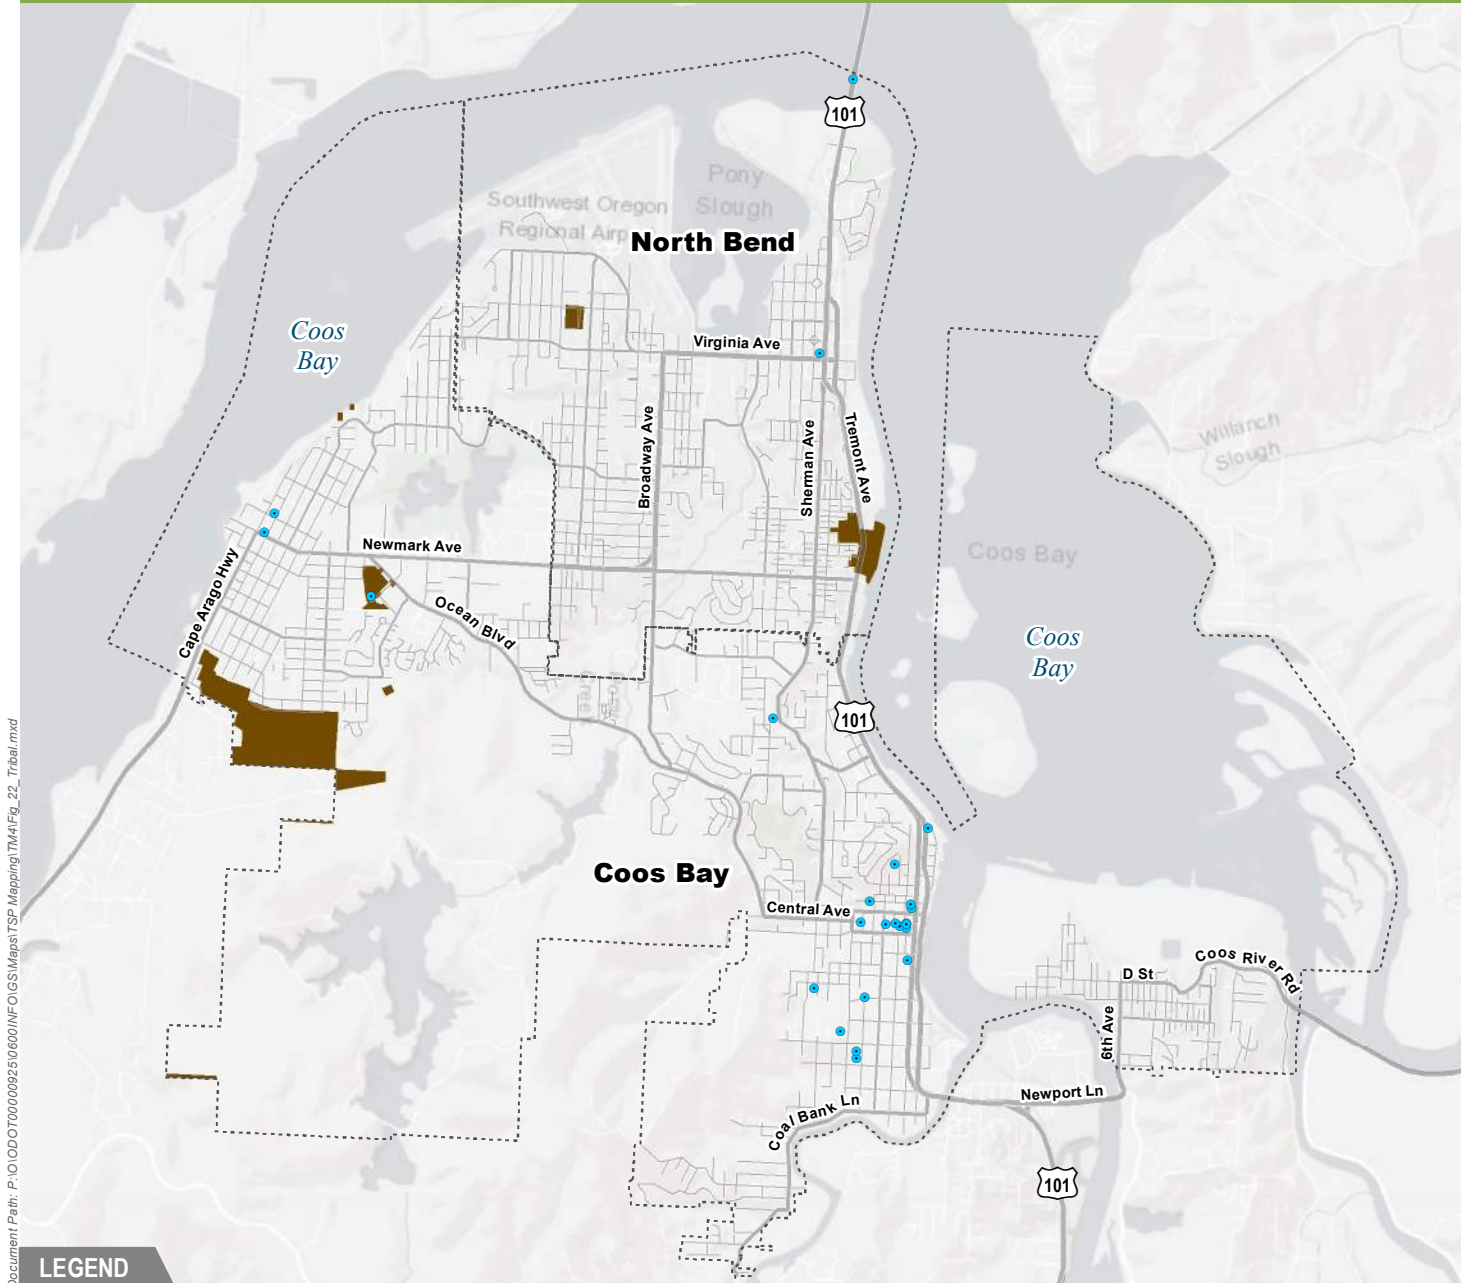 101
Pony
Slough
Southwest Oregon
Regional Airp
North Bend
Coos
Bay
Virginia Ave
Broadway Ave
Sherman Ave
Tremont Ave
Willanch
Slough
Newmark Ave
Coos Bay
Cape Arago Hwy
Ocean Blvd
Coos
Bay
101
Coos Bay
Central Ave
D St
Coos River Rd
6th Ave
Newport Ln
Coal Bank Ln
101
Document Path: P:\O\ODOT00000925\0600INFO\GS\Maps\TSP Mapping\TM4\Fig_22_Tribal.mxd
LEGEND